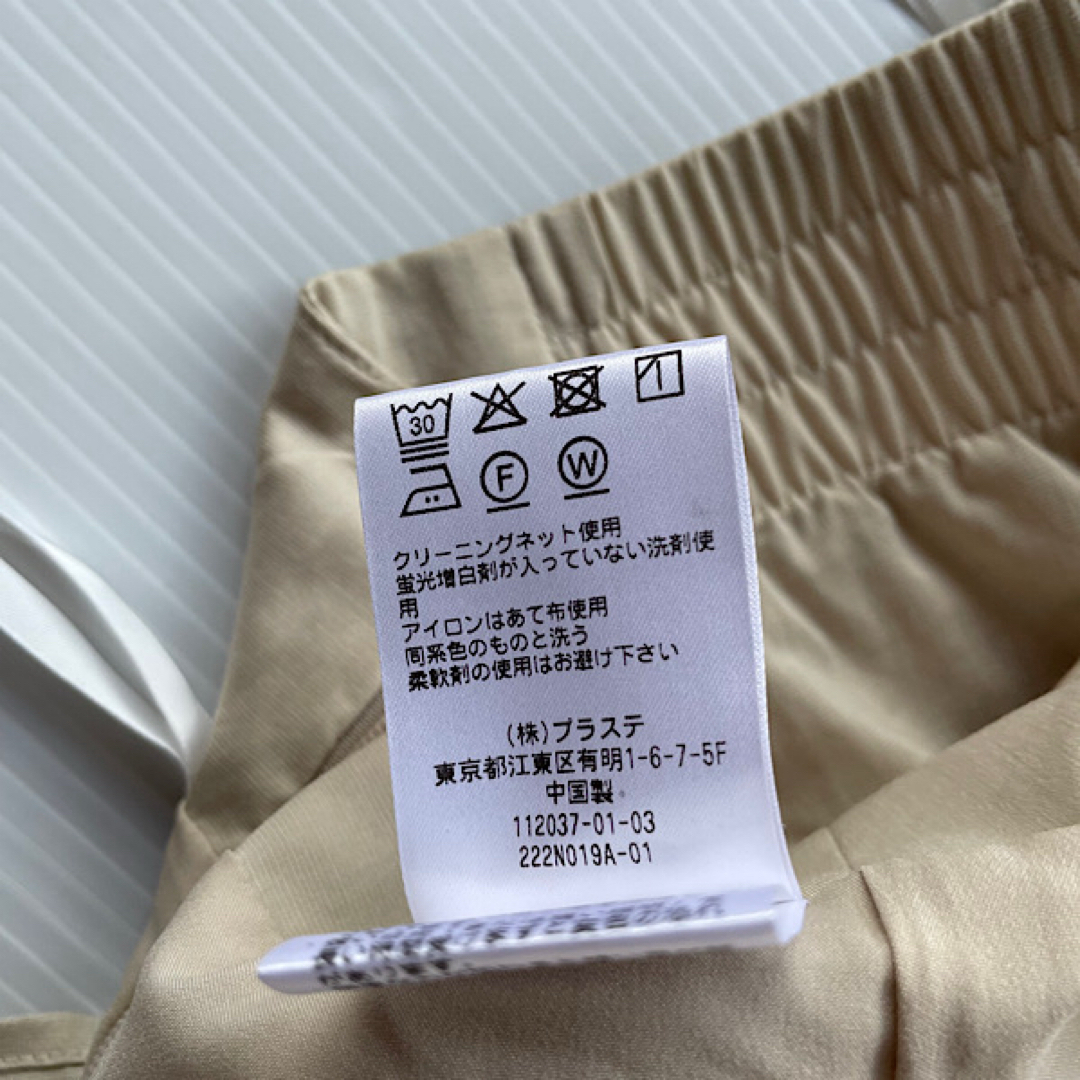 30
F W
クリーニングネット使用
蛍光増白剤が入っていない洗剤使
用
アイロンはあて布使用
同系色のものと洗う
柔軟剤の使用はお避け下さい
(株)プラステ
東京都江東区有明1-6-7-5F
中国製
112037-01-03
222N019A-01